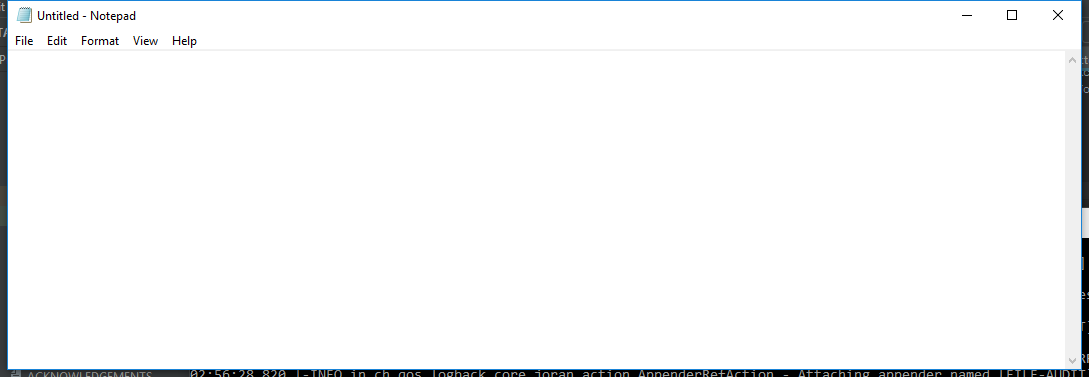 Untitled - Notepad
File Edit Format View Help
ACKNOWLEDGEMENTS 02:56:28,820 |-INFO in ch.qos.logback.core.joran.action.AppenderRefAction - Attaching appender named [FILE-AUDIT